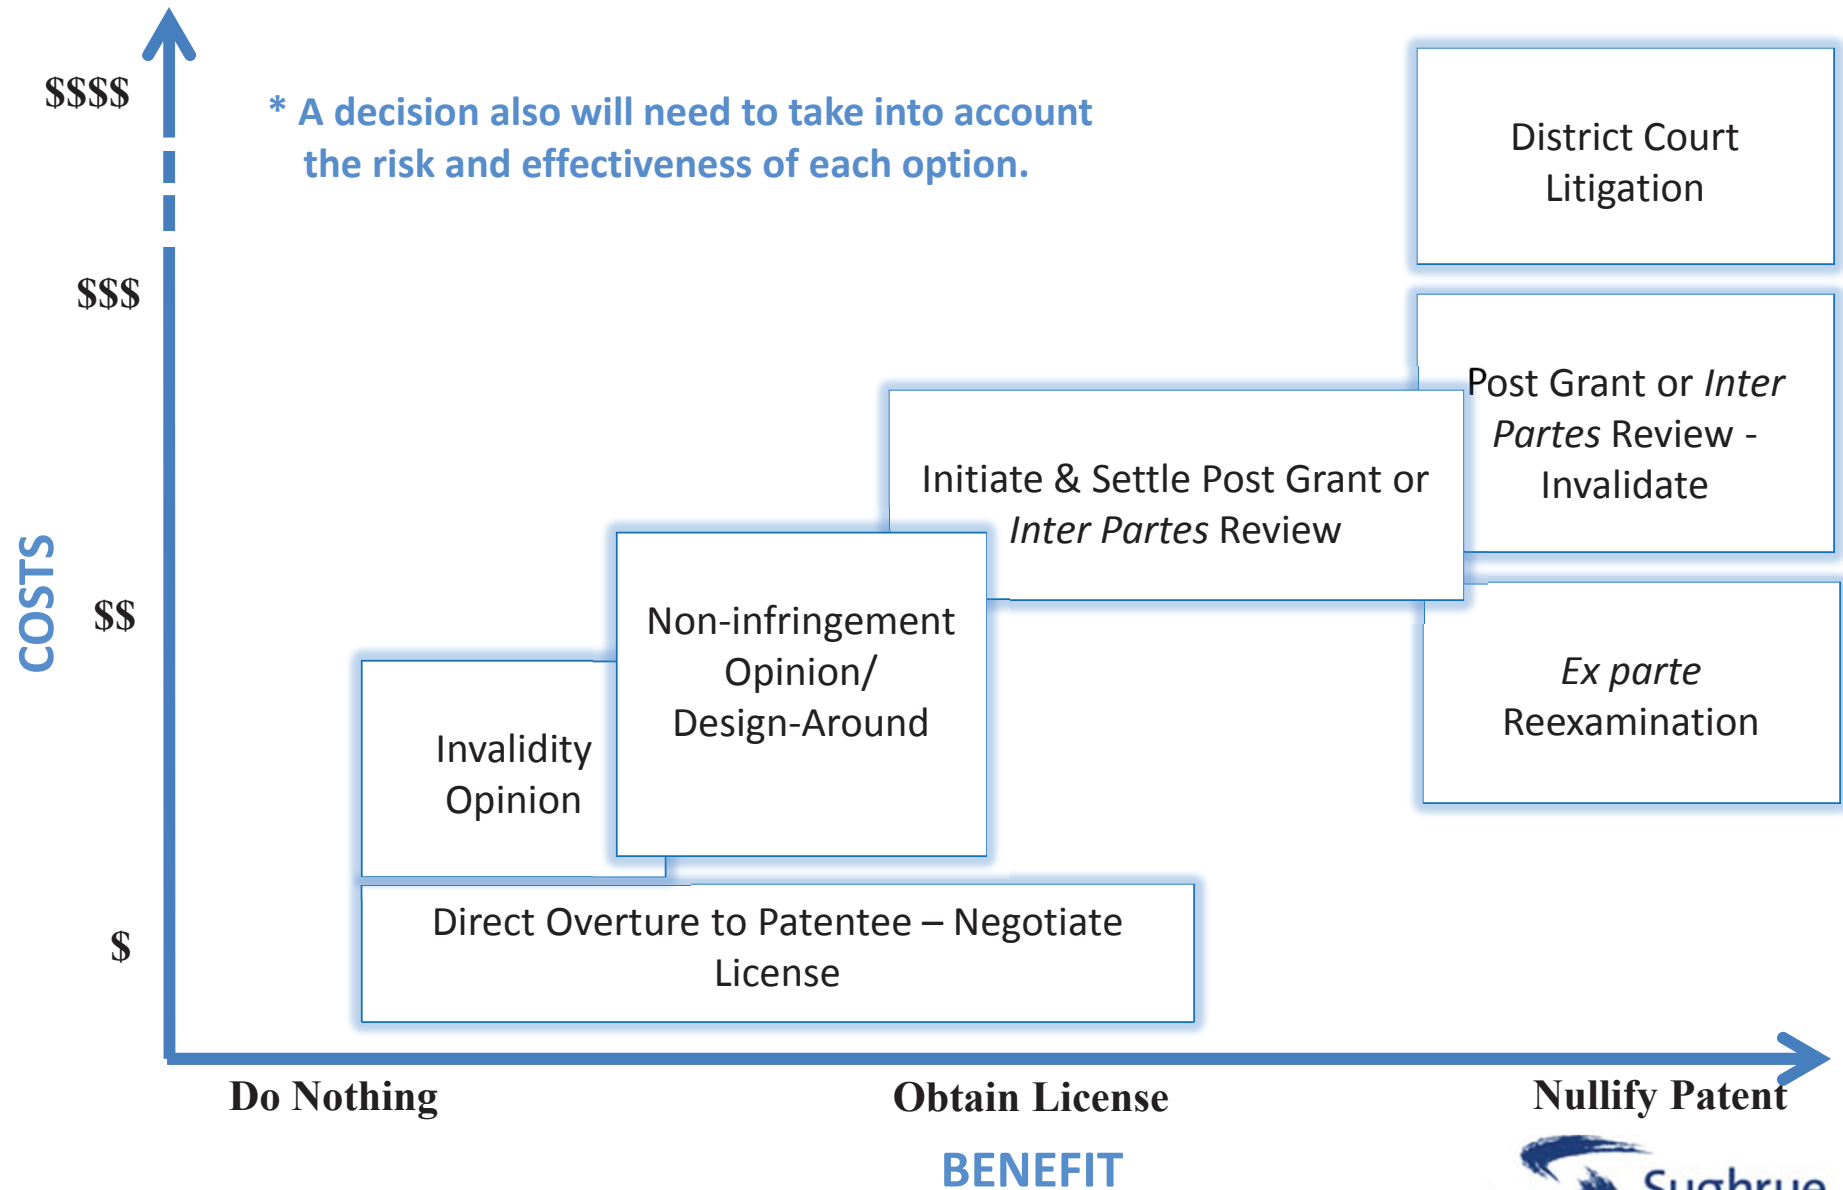 $$$$
* A decision also will need to take into account
the risk and effectiveness of each option.
District Court
Litigation
$$$
Post Grant or Inter
Partes Review -
Invalidate
Initiate & Settle Post Grant or
Inter Partes Review
COSTS
$$
Non-infringement
Opinion/
Design-Around
Ex parte
Reexamination
Invalidity
Opinion
$
Direct Overture to Patentee – Negotiate
License
Do Nothing
Obtain License
Nullify Patent
BENEFIT
Sughrue